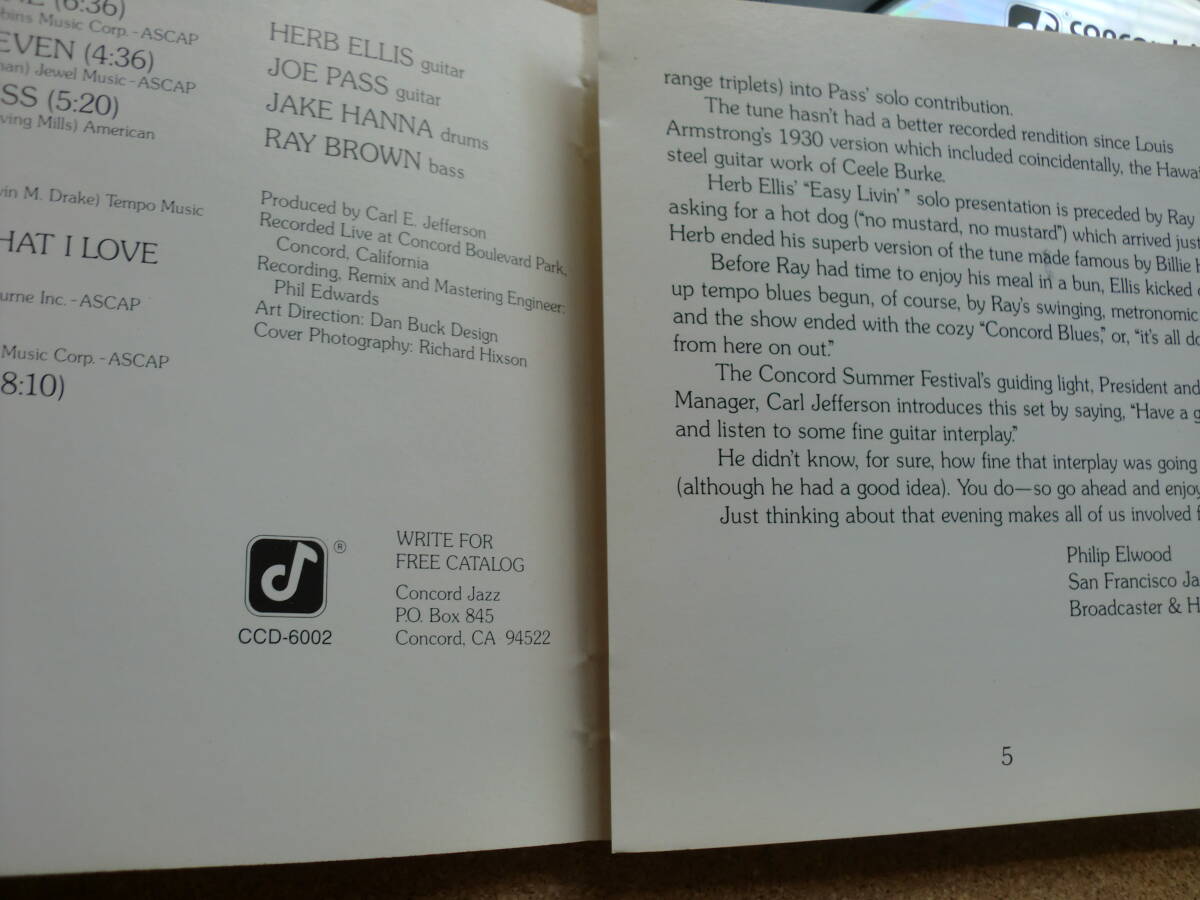 (6:36)
Music Corp. - ASCAP
EVEN (4:36)
Jewel Music - ASCAP
(5:20)
Irving Mills) American
M. Drake) Tempo Music
THAT I LOVE
Inc. - ASCAP
Music Corp. - ASCAP
8:10)
HERB ELLIS guitar
JOE PASS guitar
JAKE HANNA drums
RAY BROWN bass
Produced by Carl E. Jefferson
Recorded Live at Concord Boulevard Park,
Concord, California
Recording, Remix and Mastering Engineer:
Phil Edwards
Art Direction: Dan Buck Design
Cover Photography: Richard Hixson
®
CCD-6002
WRITE FOR
FREE CATALOG
Concord Jazz
P.O. Box 845
Concord, CA 94522
range triplets) into Pass' solo contribution.
The tune hasn't had a better recorded rendition since Louis
Armstrong's 1930 version which included coincidentally, the
steel guitar work of Ceele Burke.
Herb Ellis' "Easy Livin' " solo presentation is preceded by Ray
asking for a hot dog ("no mustard, no mustard") which arrived just
Herb ended his superb version of the tune made famous by Billie
Before Ray had time to enjoy his meal in a bun, Ellis kicked
up tempo blues begun, of course, by Ray's swinging, metronomic
and the show ended with the cozy "Concord Blues," or, "it's all
from here on out."
The Concord Summer Festival's guiding light, President and
Manager, Carl Jefferson introduces this set by saying, "Have a
and listen to some fine guitar interplay."
He didn't know, for sure, how fine that interplay was going
(although he had a good idea). You do—so go ahead and enjoy
Just thinking about that evening makes all of us involved
Philip Elwood
San Francisco
Broadcaster &
5